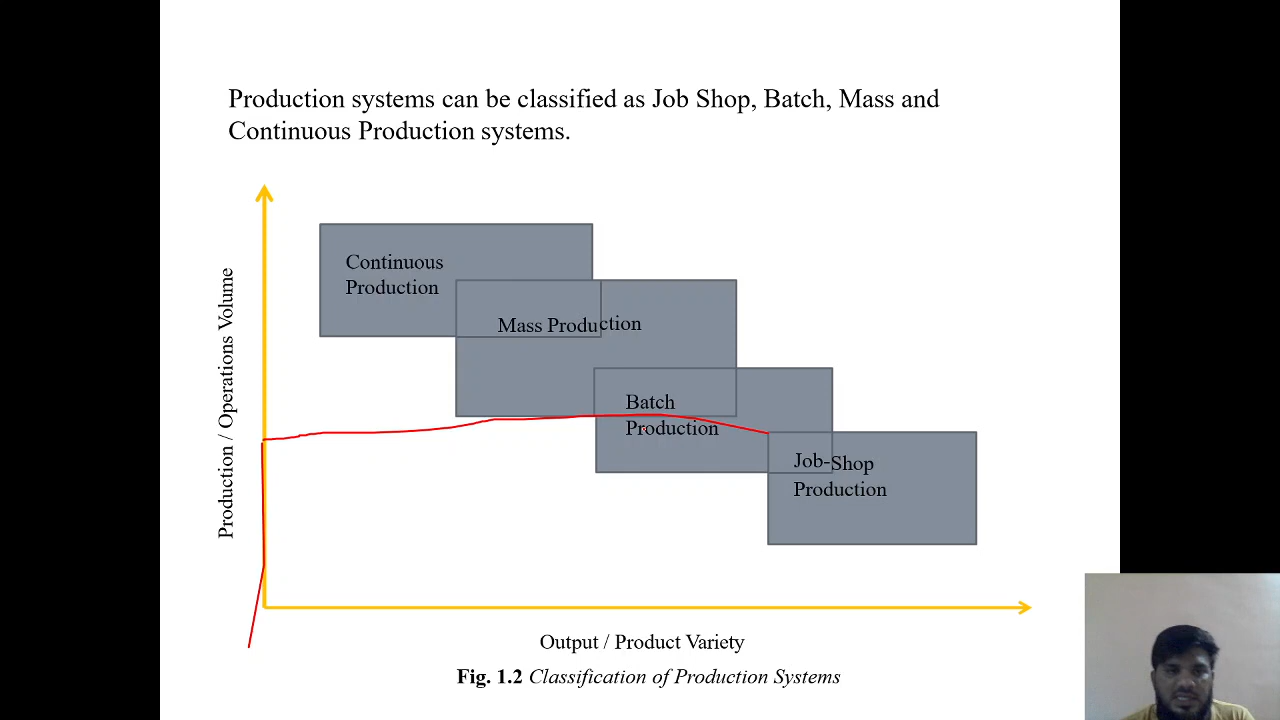 Production systems can be classified as Job Shop, Batch, Mass and
Continuous Production systems.
Production / Operations Volume
Continuous
Production
Mass Production
Batch
Production
Job-Shop
Production
Output / Product Variety
Fig. 1.2 Classification of Production Systems